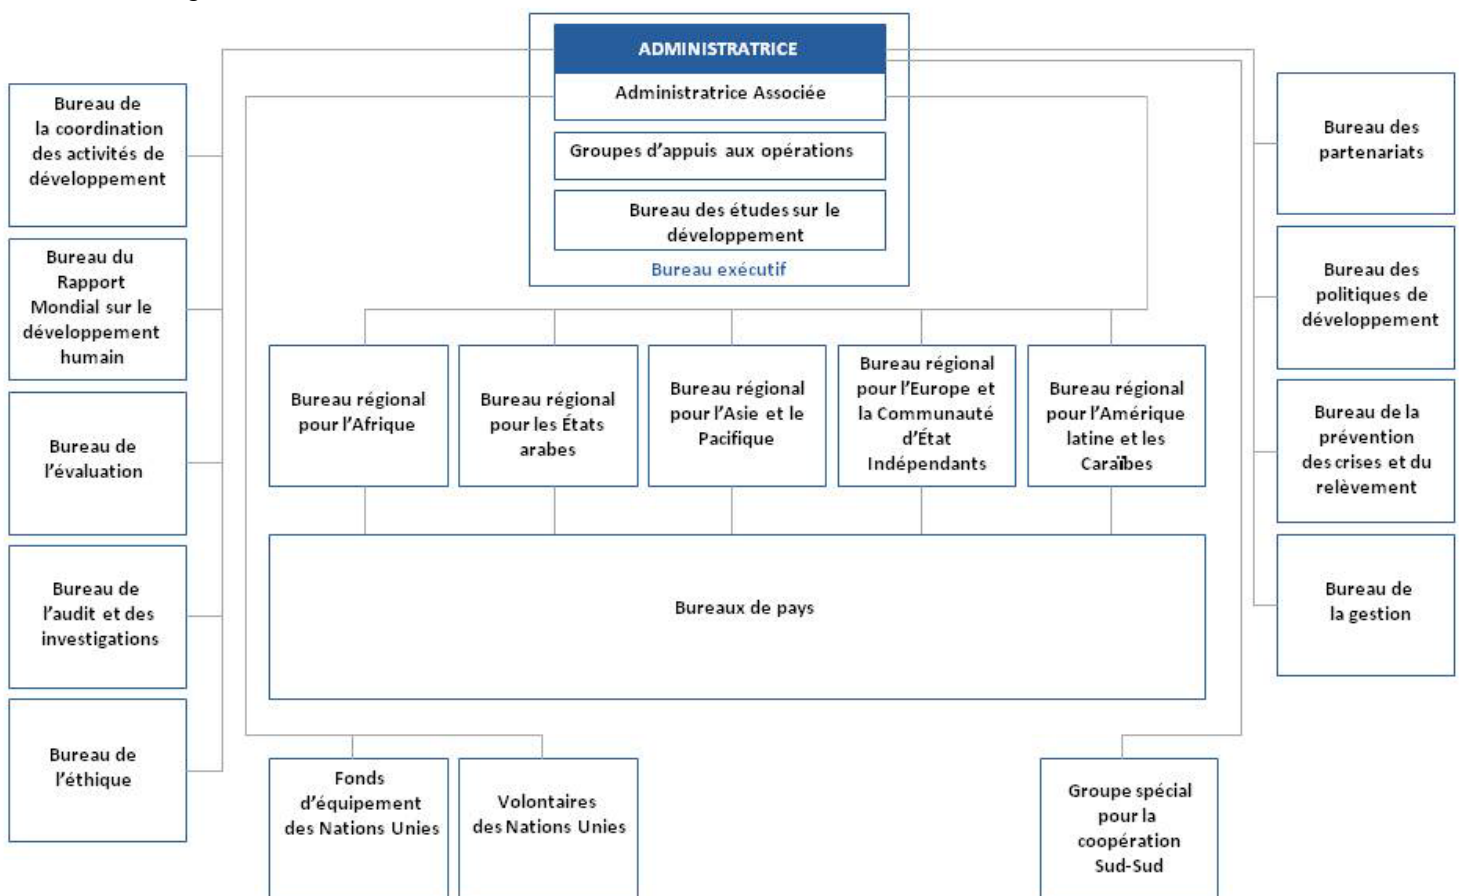 ADMINISTRATRICE
Administratrice Associée
Groupes d'appuis aux opérations
Bureau des études sur le
développement
Bureau exécutif
Bureau de
la coordination
des activités de
développement
Bureau du
Rapport
Mondial sur le
développement
humain
Bureau de
l'évaluation
Bureau de
l'audit et des
investigations
Bureau de
l'éthique
Bureau régional
pour l'Afrique
Bureau régional
pour les États
arabes
Bureau régional
pour l'Asie et le
Pacifique
Bureau régional
pour l'Europe et
la Communauté
d'État
Indépendants
Bureau régional
pour l'Amérique
latine et les
Caraïbes
Bureaux de pays
Fonds
d'équipement
des Nations Unies
Volontaires
des Nations Unies
Groupe spécial
pour la
coopération
Sud-Sud
Bureau des
partenariats
Bureau des
politiques de
développement
Bureau de la
prévention
des crises et du
relèvement
Bureau de
la gestion